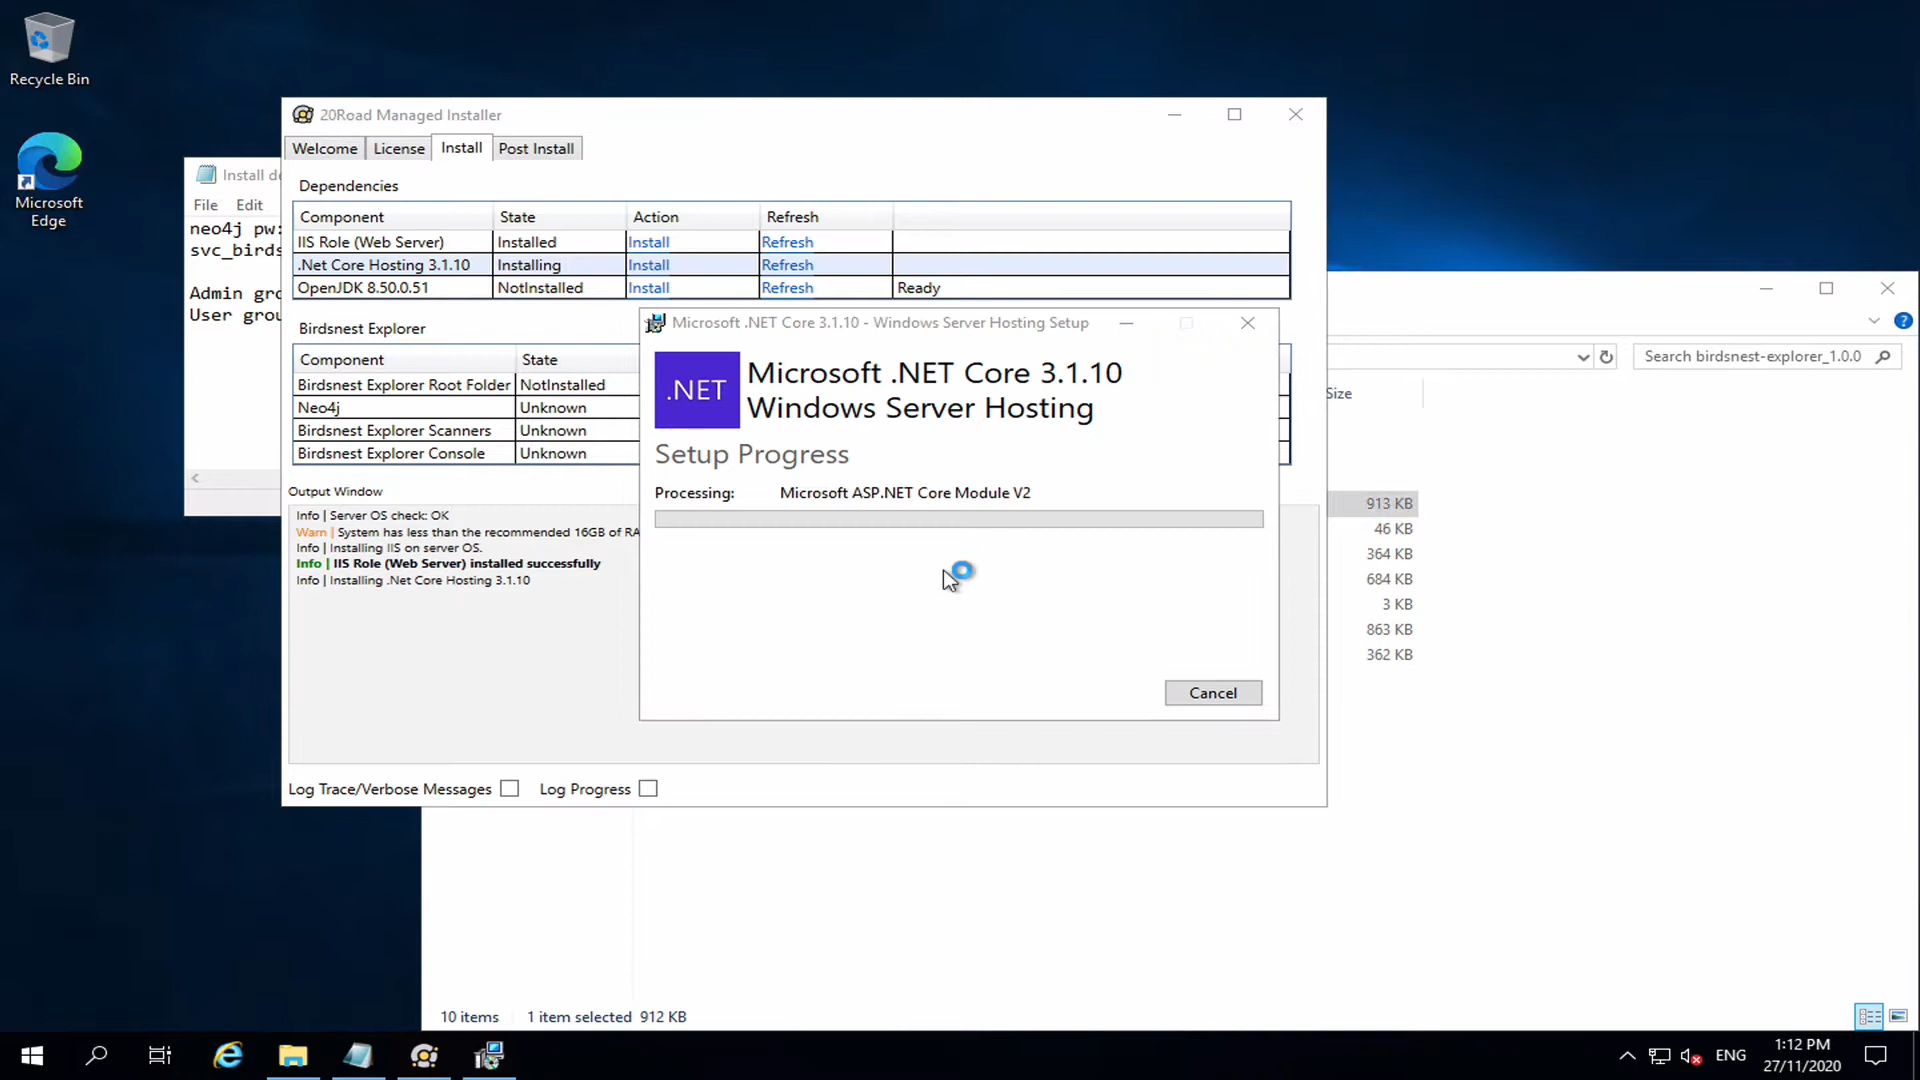 Recycle Bin
Microsoft
Edge
Install
File Edit
neo4j pw:
Admin
User
20Road Managed Installer
Welcome License Install Post Install
Dependencies
Component State Action Refresh
IIS Role (Web Server) Installed Install Refresh
.Net Core Hosting 3.1.10 Installing Install Refresh
OpenJDK 8.50.0.51 NotInstalled Install Refresh Ready
Birdsnest Explorer
Component State
Birdsnest Explorer Root Folder NotInstalled
Neo4j Unknown
Birdsnest Explorer Scanners Unknown
Birdsnest Explorer Console Unknown
Output Window
Info | Server OS check: OK
Warn | System has less than the recommended 16GB of RA
Info | Installing IIS on server OS.
Info | IIS Role (Web Server) installed successfully
Info | Installing .Net Core Hosting 3.1.10
Log Trace/Verbose Messages Log Progress
Microsoft .NET Core 3.1.10 - Windows Server Hosting Setup
.NET
Microsoft .NET Core 3.1.10
Windows Server Hosting
Setup Progress
Processing: Microsoft ASP.NET Core Module V2
Cancel
Search birdsnest-explorer_1.0.0
Size
913 KB
46 KB
364 KB
684 KB
3 KB
863 KB
362 KB
10 items 1 item selected 912 KB
ENG
1:12 PM
27/11/2020